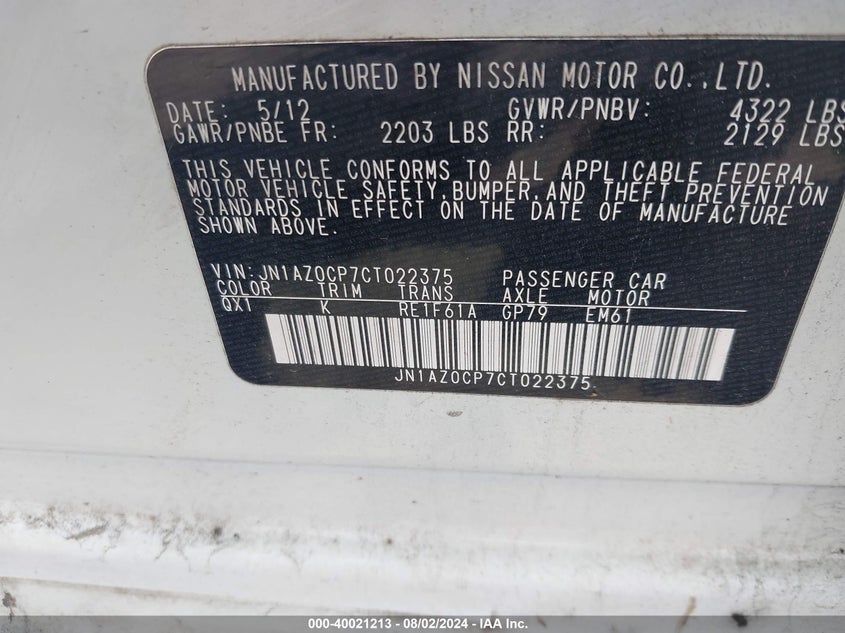 MANUFACTURED BY NISSAN MOTOR CO.,LTD.
DATE: 5/12 GVWR/PNBV: 4322 LBS
GAWR/PNBE FR: 2203 LBS RR: 2129 LBS
THIS VEHICLE CONFORMS TO ALL APPLICABLE FEDERAL
MOTOR VEHICLE SAFETY,BUMPER,AND THEFT PREVENTION
STANDARDS IN EFFECT ON THE DATE OF MANUFACTURE
SHOWN ABOVE.
VIN:JN1AZ0CP7CT022375 PASSENGER CAR
COLOR TRIM TRANS AXLE MOTOR
QX1 K RE1F61A GP79 EM61
JN1AZ0CP7CT022375
000-40021213 - 08/02/2024 - IAA Inc.